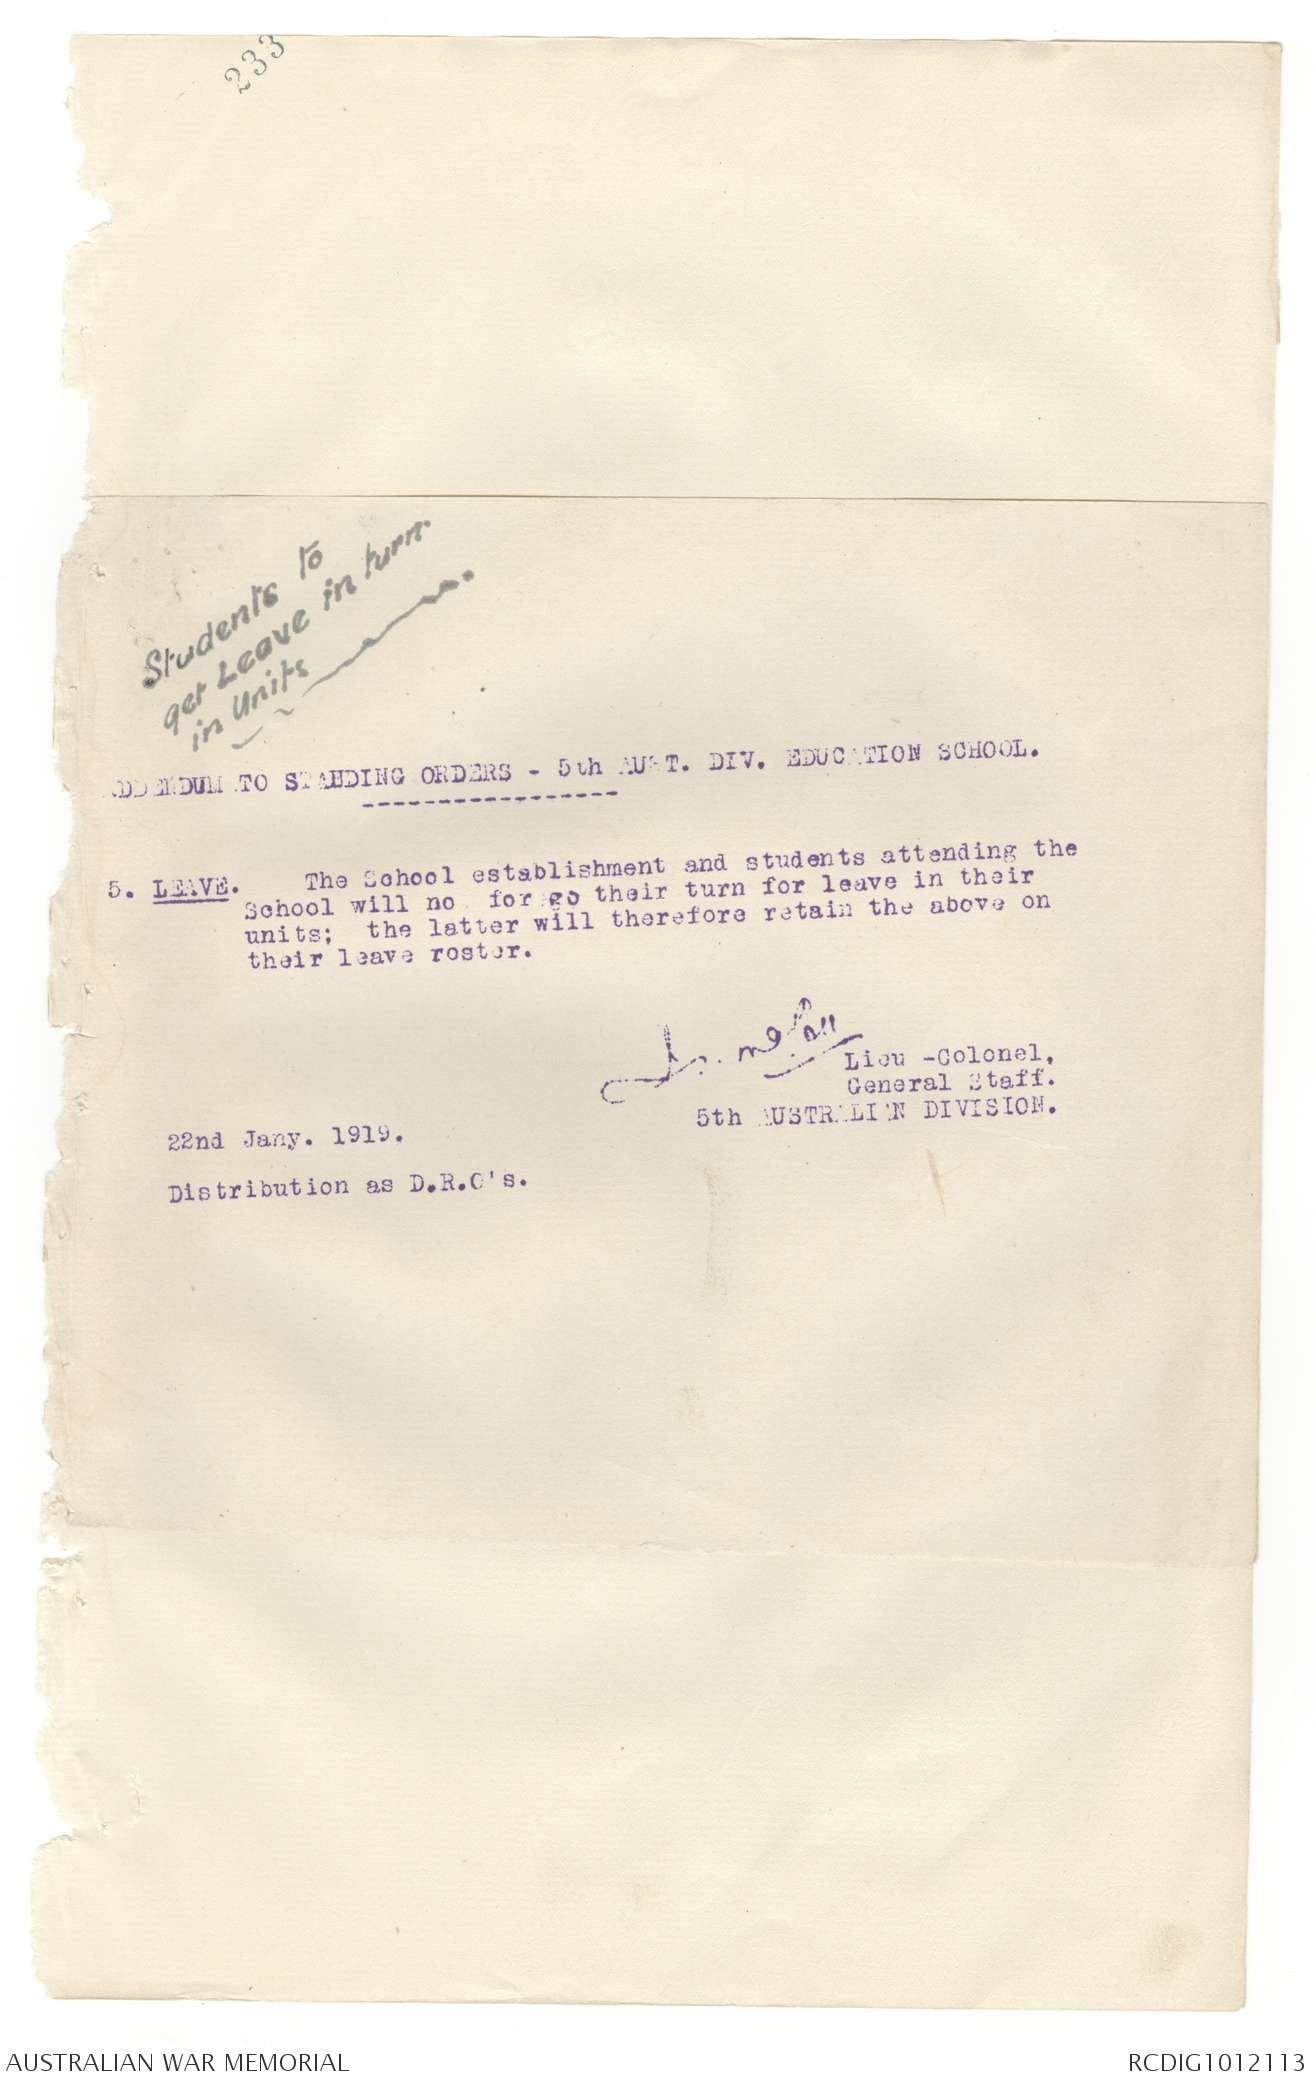 233
Students to
get Leave in turn.
in Units
ADDENDUM TO STANDING ORDERS - 5th AUST. DIV. EDUCATION SCHOOL.
5. LEAVE. The School establishment and students attending the
School will no for go their turn for leave in their
units; the latter will therefore retain the above on
their leave roster.
Lieu -Colonel,
General Staff.
5th AUSTRALIAN DIVISION.
22nd Jany. 1919.
Distribution as D.R.O's.
AUSTRALIAN WAR MEMORIAL
RCDIG1012113